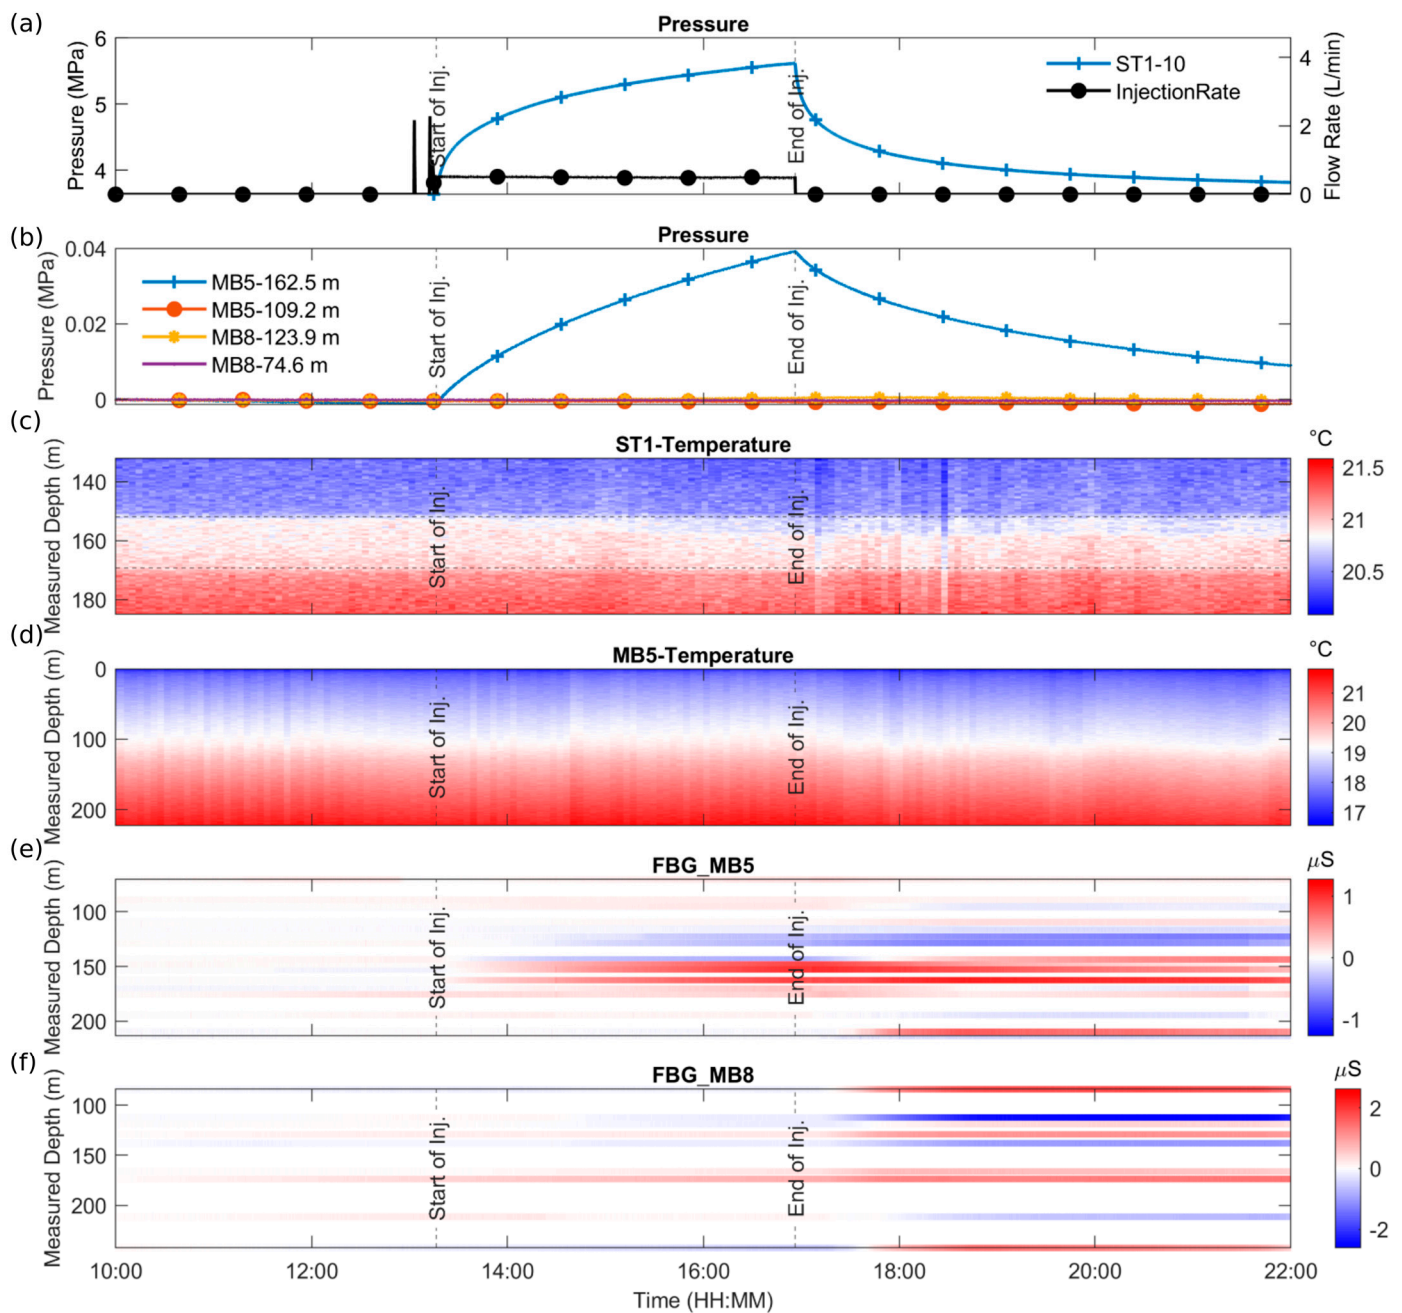 (a)
Pressure
6
5
4
Pressure (MPa)
Start of Inj.
End of Inj.
ST1-10
InjectionRate
4
2
0
Flow Rate (L/min)
(b)
Pressure
0.04
0.02
0
Pressure (MPa)
MB5-162.5 m
MB5-109.2 m
MB8-123.9 m
MB8-74.6 m
Start of Inj.
End of Inj.
(c)
ST1-Temperature
140
160
180
Measured Depth (m)
Start of Inj.
End of Inj.
°C
21.5
21
20.5
(d)
MB5-Temperature
0
100
200
Measured Depth (m)
Start of Inj.
End of Inj.
°C
21
20
19
18
17
(e)
FBG_MB5
100
150
200
Measured Depth (m)
Start of Inj.
End of Inj.
μS
1
0
-1
(f)
FBG_MB8
100
150
200
Measured Depth (m)
Start of Inj.
End of Inj.
μS
2
0
-2
10:00
12:00
14:00
16:00
18:00
20:00
22:00
Time (HH:MM)